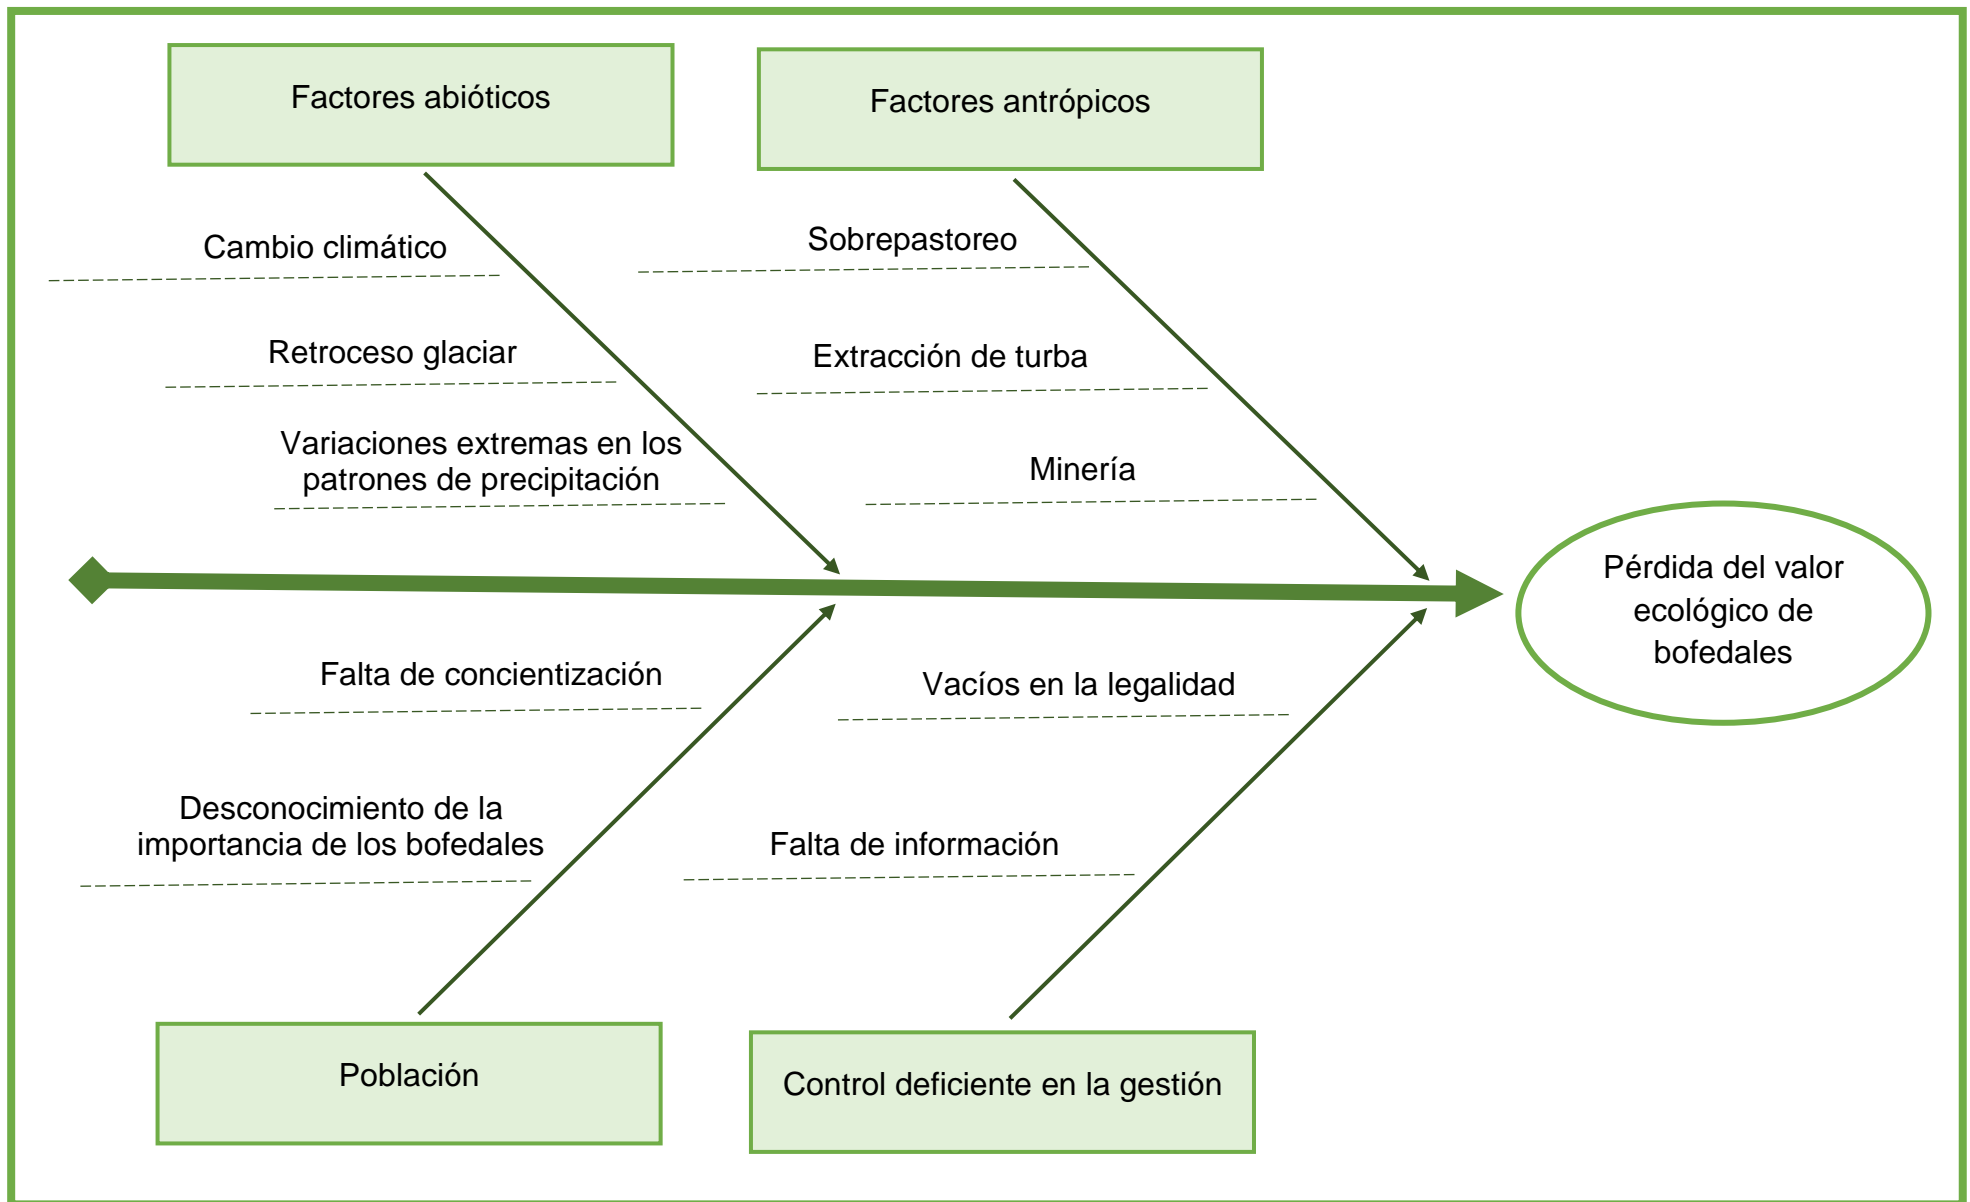 Factores abióticos
Factores antrópicos
Cambio climático
Sobrepastoreo
Retroceso glaciar
Extracción de turba
Variaciones extremas en los
patrones de precipitación
Minería
Pérdida del valor
ecológico de
bofedales
Falta de concientización
Vacíos en la legalidad
Desconocimiento de la
importancia de los bofedales
Falta de información
Población
Control deficiente en la gestión